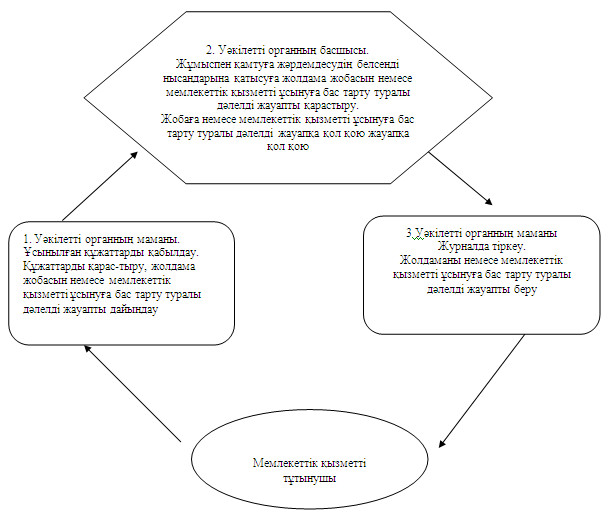 2. Уәкілетті органның басшысы.
Жұмыспен қамтуға жәрдемдесудің белсенді
нысандарына қатысуға жолдама жобасын немесе
мемлекеттік қызметті ұсынуға бас тарту туралы
дәлелді жауапты қарастыру.
Жобаға немесе мемлекеттік қызметті ұсынуға бас
тарту туралы дәлелді жауапқа қол қою жауапқа
қол қою
1. Уәкілетті органның маманы.
Ұсынылған құжаттарды қабылдау.
Құжаттарды қарас-тыру, жолдама
жобасын немесе мемлекеттік
қызметті ұсынуға бас тарту туралы
дәлелді жауапты дайындау
3.Уәкілетті органның маманы
Журналда тіркеу.
Жолдаманы немесе мемлекеттік
қызметті ұсынуға бас тарту туралы
дәлелді жауапты беру
Мемлекеттік қызметті
тұтынушы